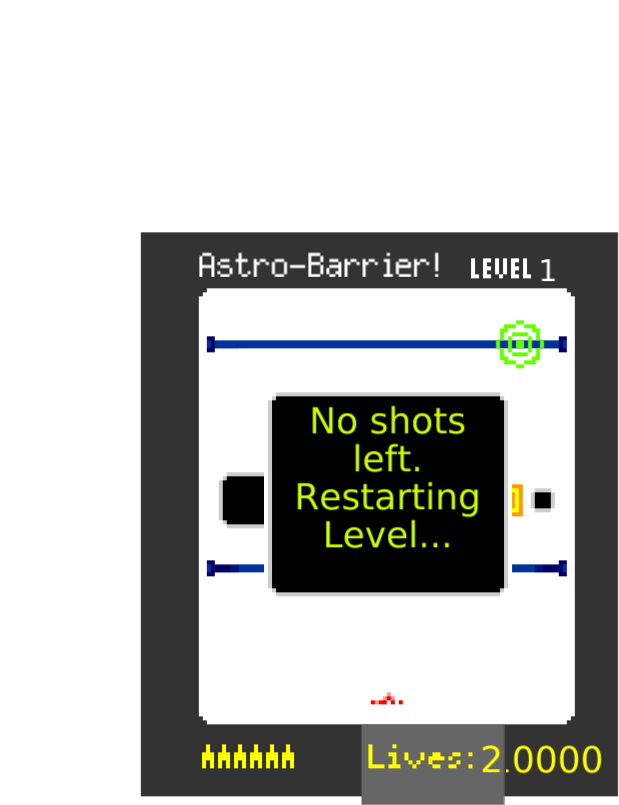 Astro-Barrier! LEVEL 1
No shots
left.
Restarting
Level...
Lives:2.0000